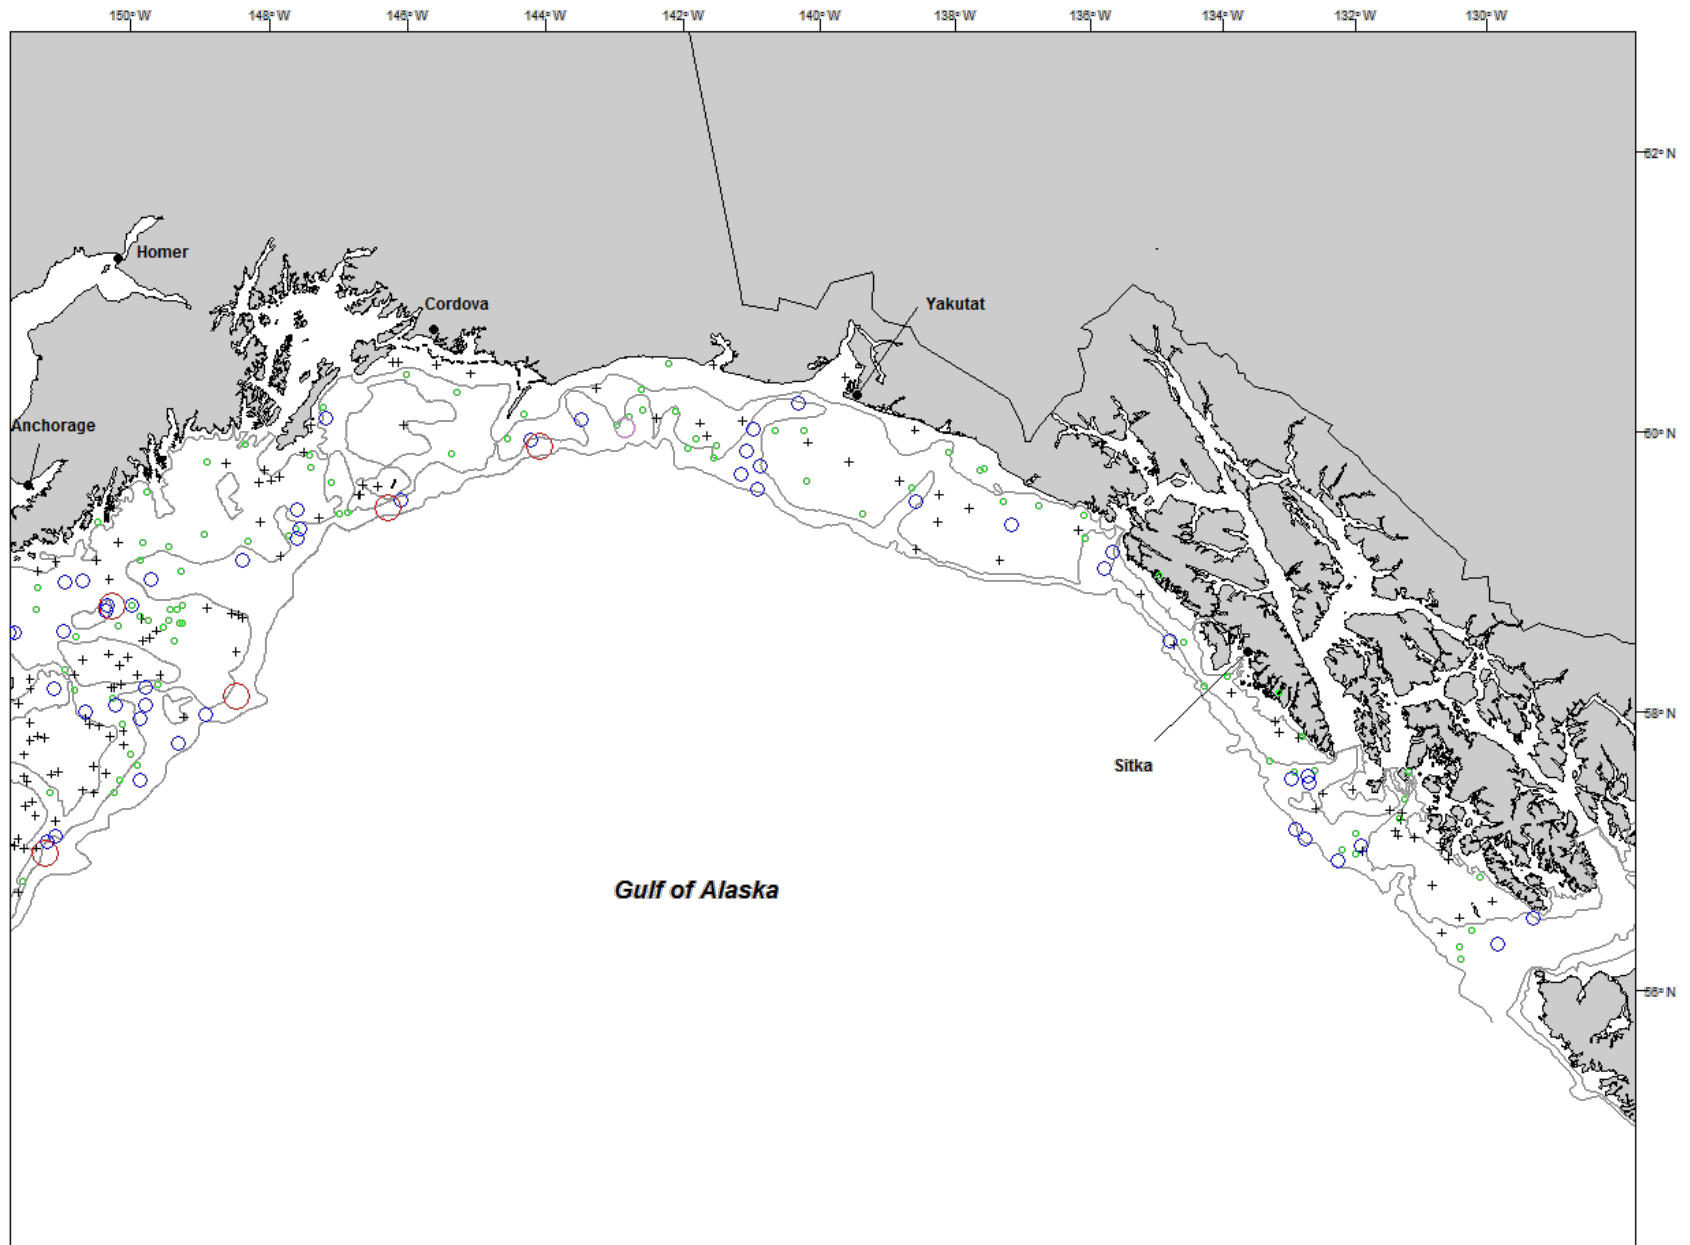 150° W 148° W 146° W 144° W 142° W 140° W 138° W 136° W 134° W 132° W 130° W
62° N
Homer
Cordova
Yakutat
Anchorage
60° N
58° N
Sitka
Gulf of Alaska
56° N